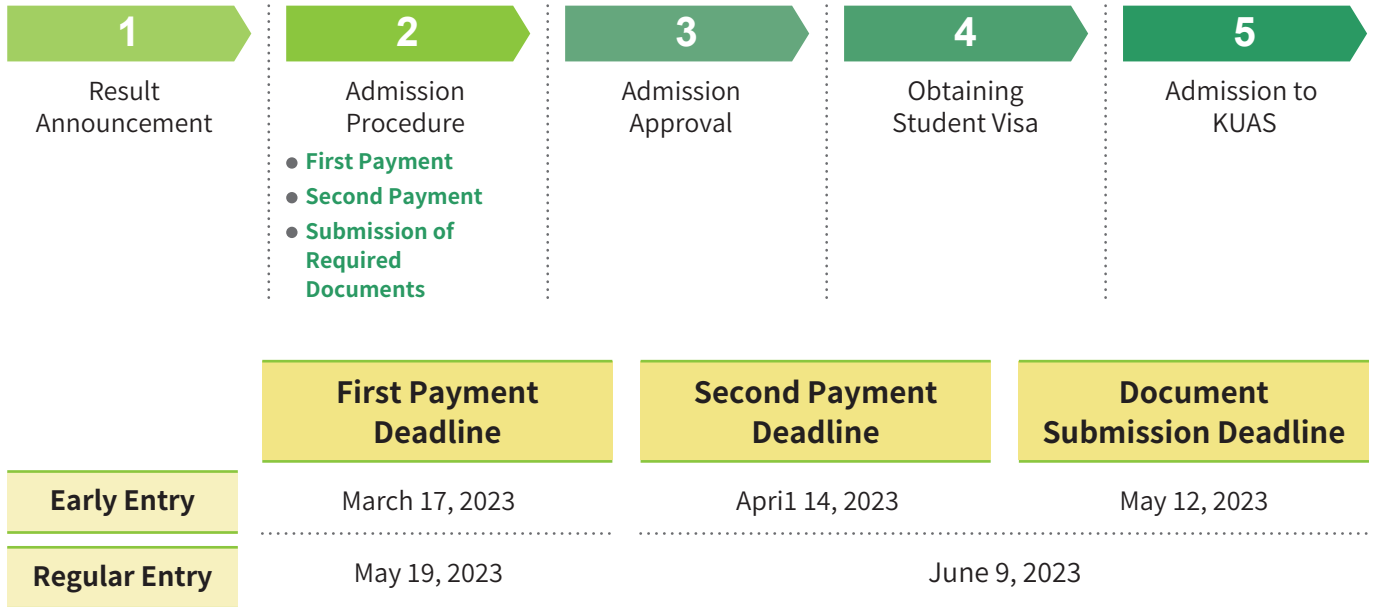 1
2
3
4
5
Result
Announcement
Admission
Procedure
● First Payment
● Second Payment
● Submission of
Required
Documents
Admission
Approval
Obtaining
Student Visa
Admission to
KUAS
First Payment
Deadline
Second Payment
Deadline
Document
Submission Deadline
Early Entry
March 17, 2023
Apri1 14, 2023
May 12, 2023
Regular Entry
May 19, 2023
June 9, 2023